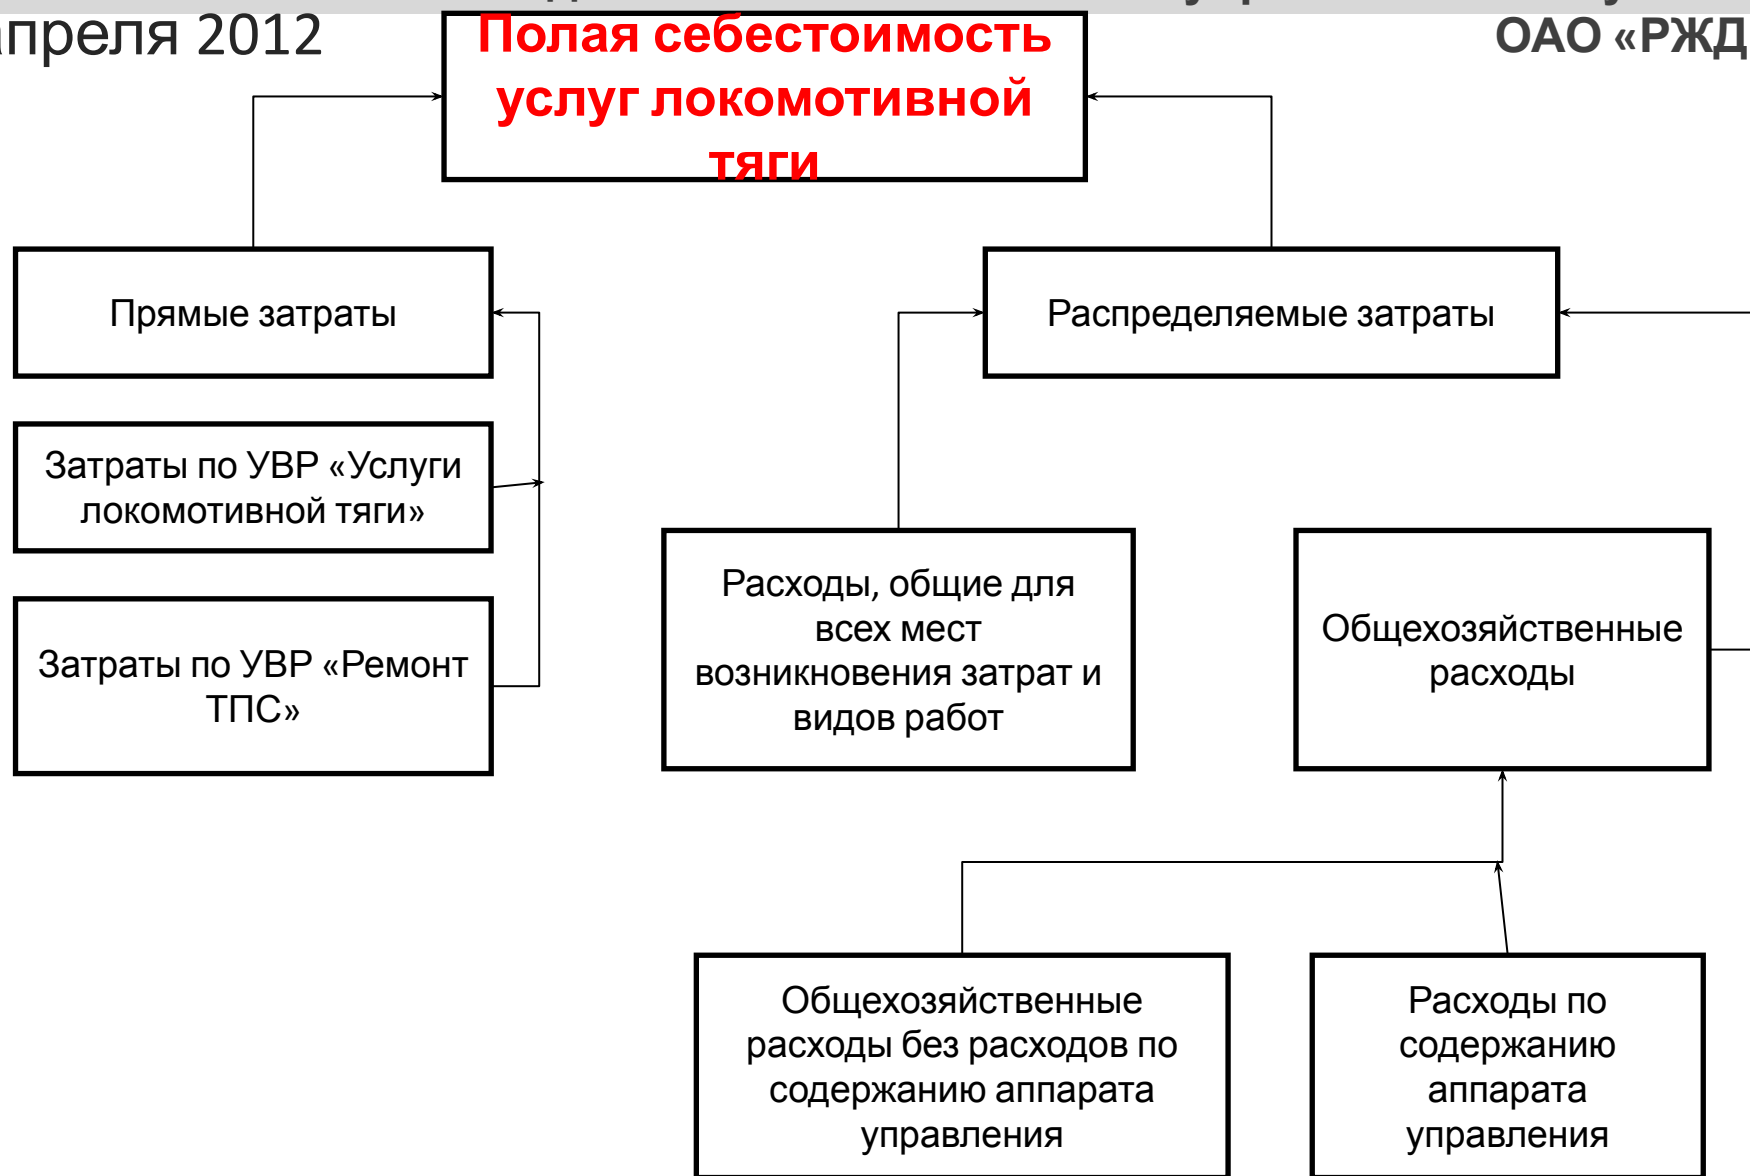 апреля 2012
ОАО «РЖД
Полая себестоимость
услуг локомотивной
тяги
Прямые затраты
Распределяемые затраты
Затраты по УВР «Услуги
локомотивной тяги»
Затраты по УВР «Ремонт
ТПС»
Расходы, общие для
всех мест
возникновения затрат и
видов работ
Общехозяйственные
расходы
Общехозяйственные
расходы без расходов по
содержанию аппарата
управления
Расходы по
содержанию
аппарата
управления